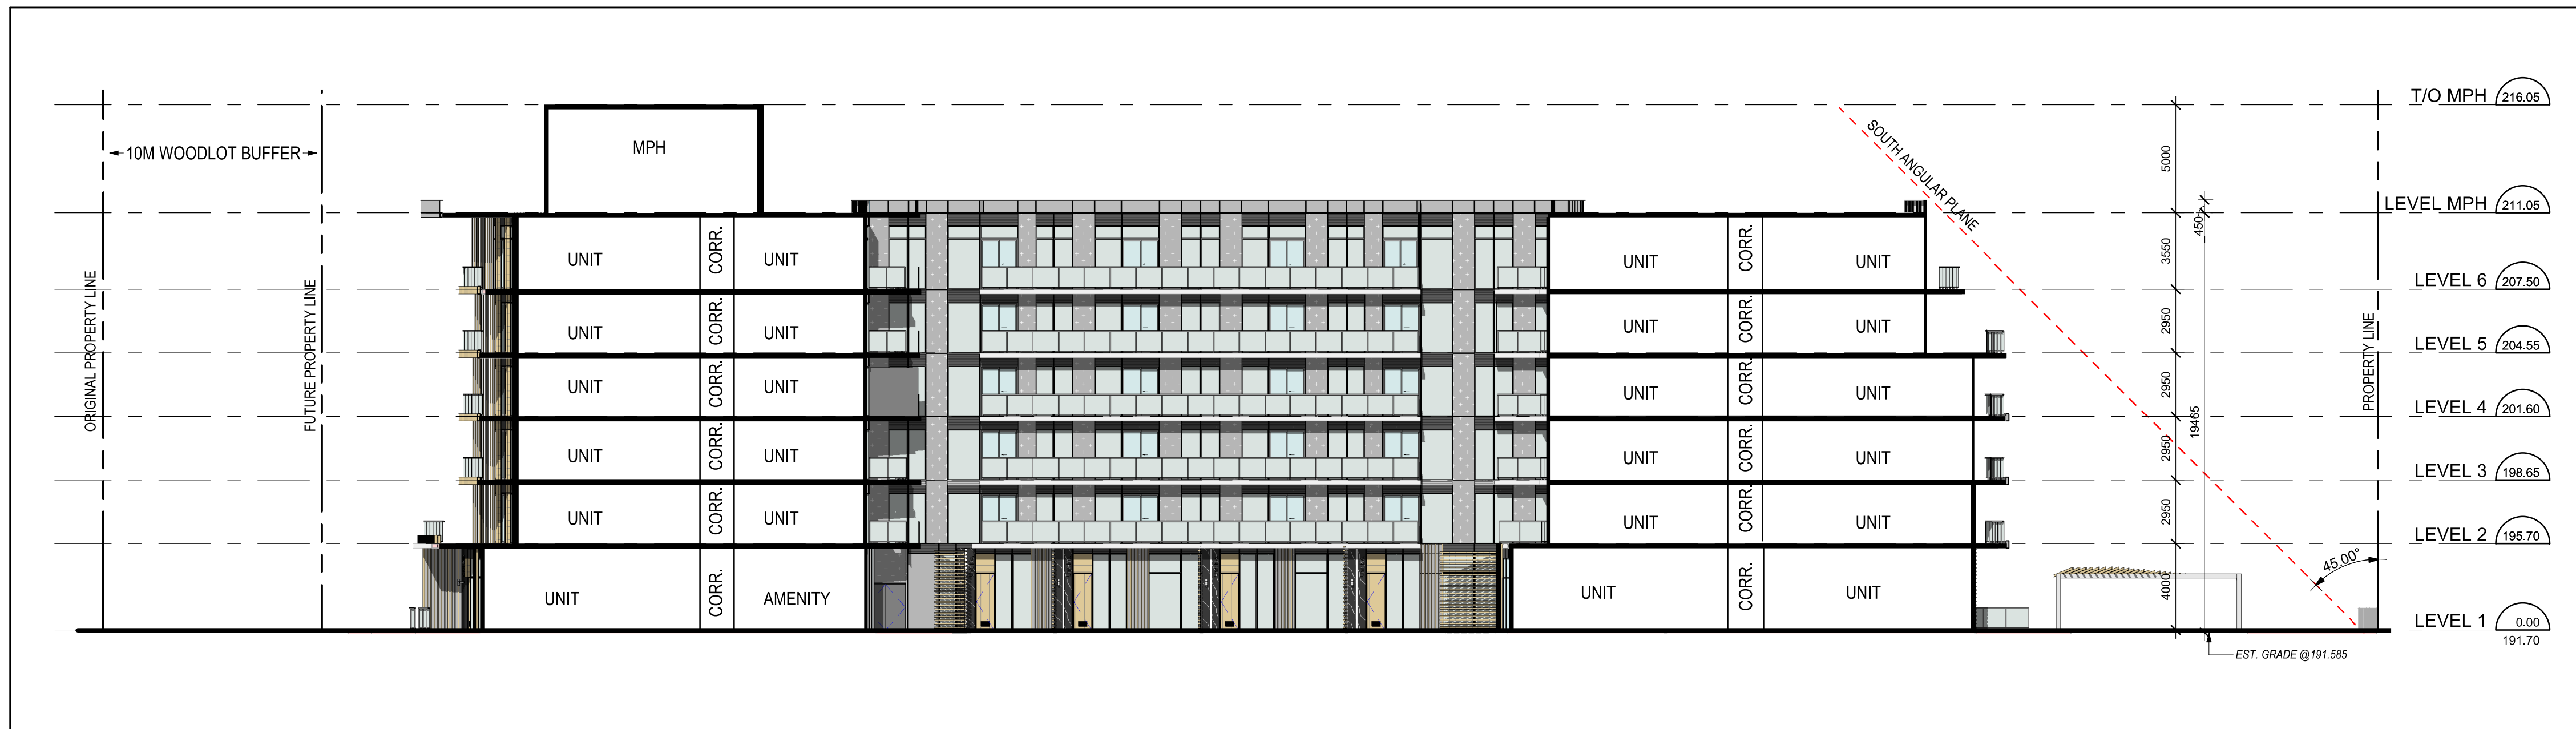 T/O MPH 216.05
10M WOODLOT BUFFER
MPH
SOUTH ANGULAR PLANE
5000
LEVEL MPH 211.05
450
ORIGINAL PROPERTY LINE
FUTURE PROPERTY LINE
PROPERTY LINE
UNIT CORR. UNIT UNIT CORR. UNIT
3550
LEVEL 6 207.50
UNIT CORR. UNIT UNIT CORR. UNIT
2950
LEVEL 5 204.55
UNIT CORR. UNIT UNIT CORR. UNIT
2950
LEVEL 4 201.60
19465
UNIT CORR. UNIT UNIT CORR. UNIT
2950
LEVEL 3 198.65
UNIT CORR. UNIT UNIT CORR. UNIT
2950
LEVEL 2 195.70
45.00°
UNIT CORR. AMENITY UNIT CORR. UNIT
4000
LEVEL 1 0.00
191.70
EST. GRADE @191.585